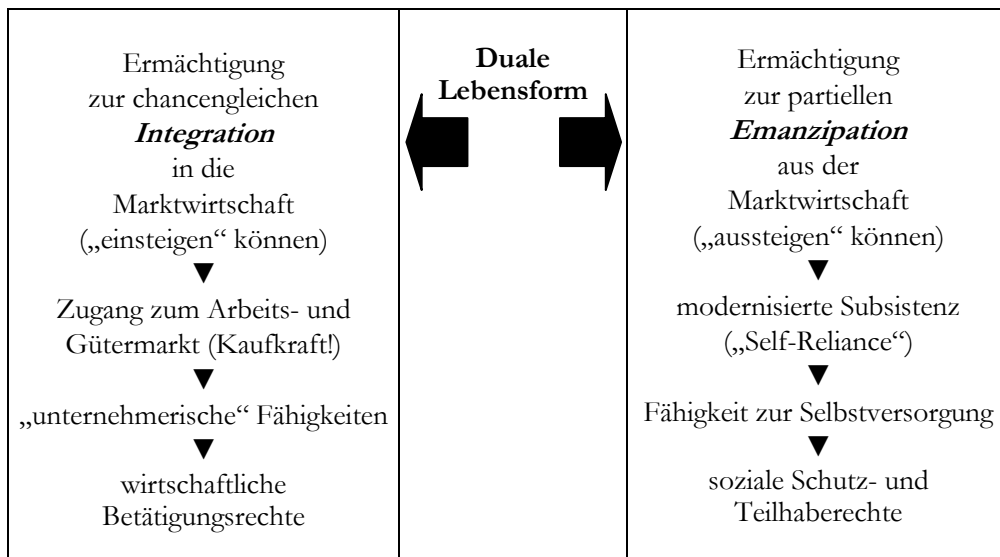 Ermächtigung
zur chancengleichen
Integration
in die
Marktwirtschaft
(„einsteigen“ können)
▼
Zugang zum Arbeits- und
Gütermarkt (Kaufkraft!)
▼
„unternehmerische“ Fähigkeiten
▼
wirtschaftliche
Betätigungsrechte
Duale
Lebensform
Ermächtigung
zur partiellen
Emanzipation
aus der
Marktwirtschaft
(„aussteigen“ können)
▼
modernisierte Subsistenz
(„Self-Reliance“)
▼
Fähigkeit zur Selbstversorgung
▼
soziale Schutz- und
Teilhaberechte